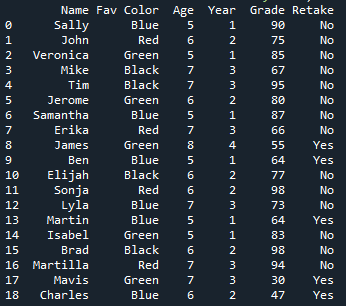 Name Fav Color Age Year Grade Retake
0 Sally Blue 5 1 90 No
1 John Red 6 2 75 No
2 Veronica Green 5 1 85 No
3 Mike Black 7 3 67 No
4 Tim Black 7 3 95 No
5 Jerome Green 6 2 80 No
6 Samantha Blue 5 1 87 No
7 Erika Red 7 3 66 No
8 James Green 8 4 55 Yes
9 Ben Blue 5 1 64 Yes
10 Elijah Black 6 2 77 No
11 Sonja Red 6 2 98 No
12 Lyla Blue 7 3 73 No
13 Martin Blue 5 1 64 Yes
14 Isabel Green 5 1 83 No
15 Brad Black 6 2 98 No
16 Martilla Red 7 3 94 No
17 Mavis Green 7 3 30 Yes
18 Charles Blue 6 2 47 Yes